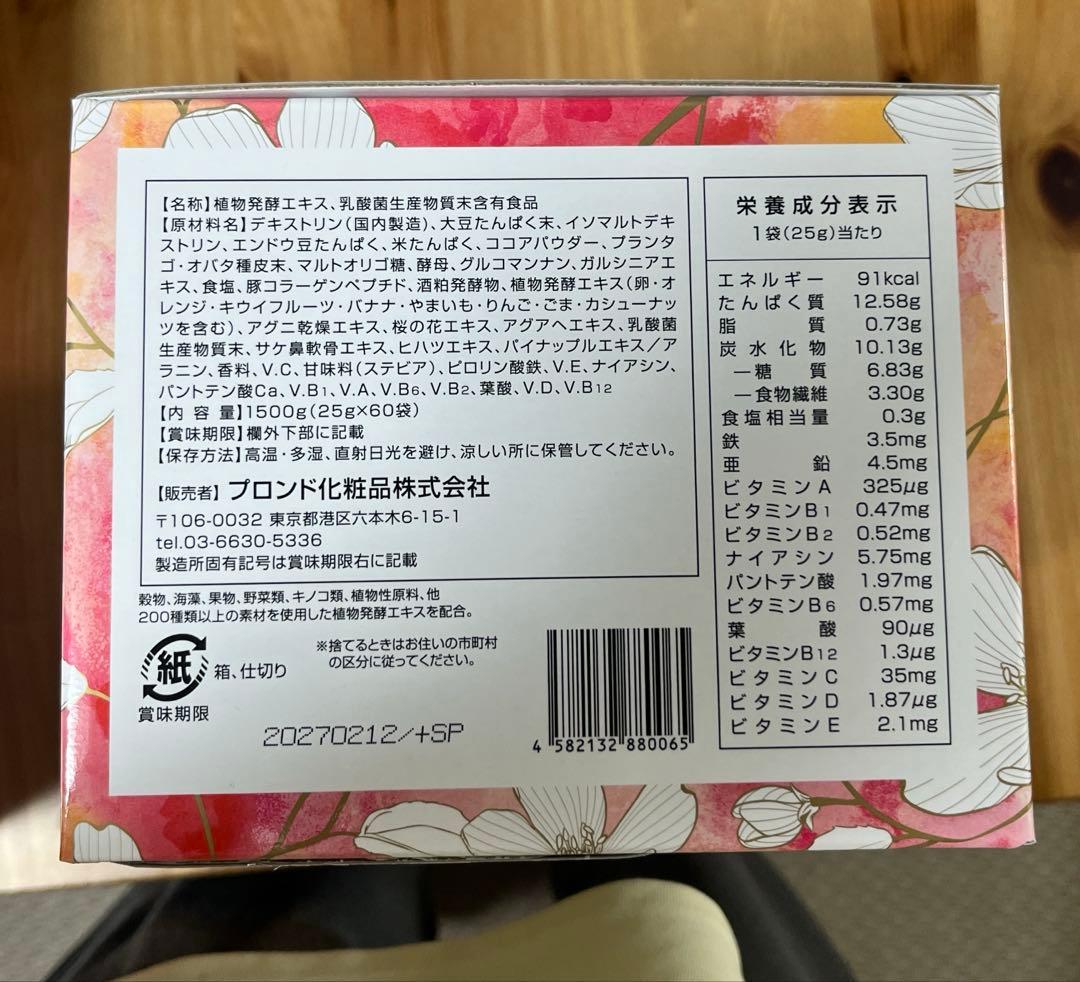 【名称】植物発酵エキス、乳酸菌生産物質末含有食品
【原材料名】デキストリン(国内製造)、大豆たんぱく末、イソマルトデキ
ストリン、エンドウ豆たんぱく、米たんぱく、ココアパウダー、プランタ
ゴ・オバタ種皮末、マルトオリゴ糖、酵母、グルコマンナン、ガルシニアエ
キス、食塩、豚コラーゲンペプチド、酒粕発酵物、植物発酵エキス(卵・オ
レンジ・キウイフルーツ・バナナ・やまいも・りんご・ごま・カシューナッ
ツを含む)、アグニ乾燥エキス、桜の花エキス、アグアヘエキス、乳酸菌
生産物質末、サケ鼻軟骨エキス、ヒハツエキス、パイナップルエキス/ア
ラニン、香料、V.C、甘味料(ステビア)、ピロリン酸鉄、V.E、ナイアシン、
パントテン酸Ca、V.B1、V.A、V.B6、V.B2、葉酸、V.D、V.B12
【内 容 量】1500g(25g×60袋)
【賞味期限】欄外下部に記載
【保存方法】高温・多湿、直射日光を避け、涼しい所に保管してください。
【販売者】プロンド化粧品株式会社
〒106-0032 東京都港区六本木6-15-1
tel.03-6630-5336
製造所固有記号は賞味期限右に記載
穀物、海藻、果物、野菜類、キノコ類、植物性原料、他
200種類以上の素材を使用した植物発酵エキスを配合。
紙
箱、仕切り
※捨てるときはお住いの市町村
の区分に従ってください。
賞味期限
20270212/+SP
4 582132 880065
栄養成分表示
1袋(25g)当たり
エネルギー 91kcal
たんぱく質 12.58g
脂質 0.73g
炭水化物 10.13g
―糖質 6.83g
―食物繊維 3.30g
食塩相当量 0.3g
鉄 3.5mg
亜鉛 4.5mg
ビタミンA 325μg
ビタミンB1 0.47mg
ビタミンB2 0.52mg
ナイアシン 5.75mg
パントテン酸 1.97mg
ビタミンB6 0.57mg
葉酸 90μg
ビタミンB12 1.3μg
ビタミンC 35mg
ビタミンD 1.87μg
ビタミンE 2.1mg